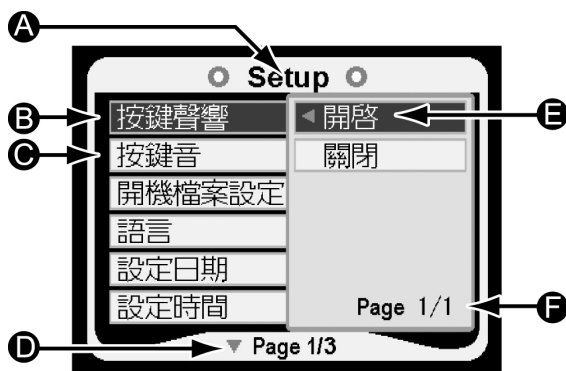 A
Setup
B
按鍵聲響
開啓
E
C
按鍵音
關閉
開機檔案設定
語言
設定日期
設定時間
Page 1/1
F
D
Page 1/3